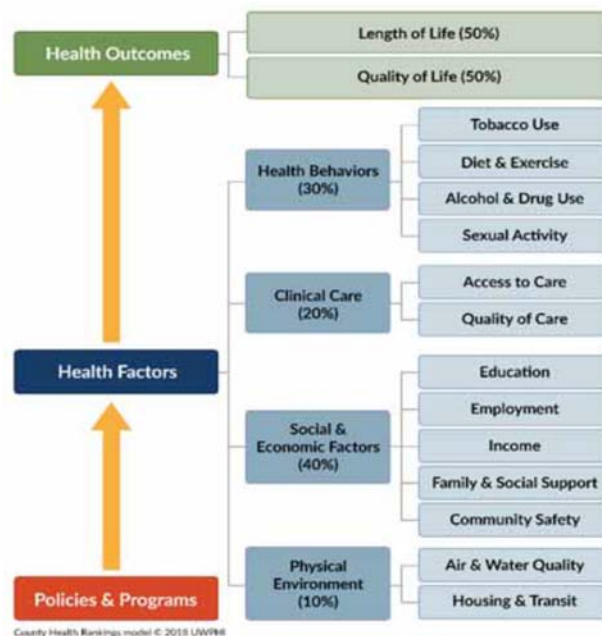 Health Outcomes
Length of Life (50%)
Quality of Life (50%)
Health Factors
Health Behaviors
(30%)
Tobacco Use
Diet & Exercise
Alcohol & Drug Use
Sexual Activity
Clinical Care
(20%)
Access to Care
Quality of Care
Social &
Economic Factors
(40%)
Education
Employment
Income
Family & Social Support
Community Safety
Physical
Environment
(10%)
Air & Water Quality
Housing & Transit
Policies & Programs
County Health Rankings model © 2018 UWPHI